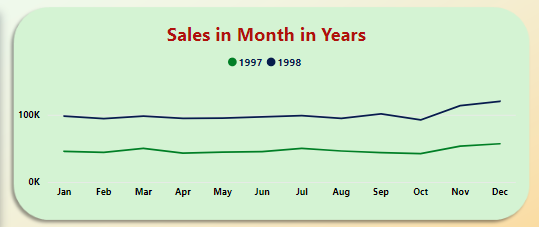 Sales in Month in Years
1997 1998
100K
0K
Jan Feb Mar Apr May Jun Jul Aug Sep Oct Nov Dec